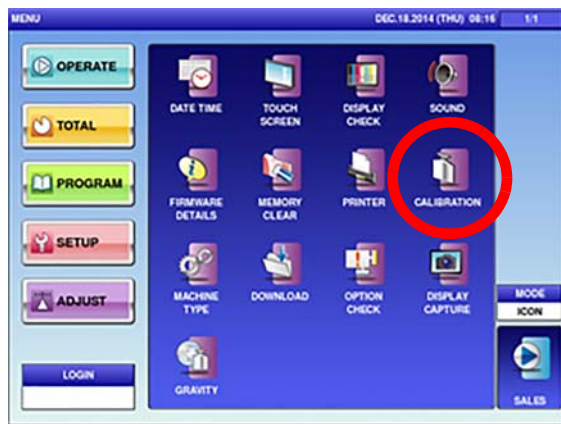 MENU
DEC.18.2014 (THU) 08:16
1/1
OPERATE
TOTAL
PROGRAM
SETUP
ADJUST
LOGIN
DATE TIME
TOUCH
SCREEN
DISPLAY
CHECK
SOUND
FIRMWARE
DETAILS
MEMORY
CLEAR
PRINTER
CALIBRATION
MACHINE
TYPE
DOWNLOAD
OPTION
CHECK
DISPLAY
CAPTURE
GRAVITY
MODE
ICON
SALES